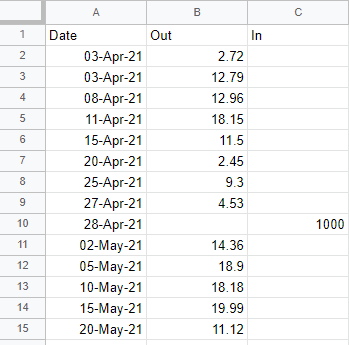 A B C
1 Date Out In
2 03-Apr-21 2.72
3 03-Apr-21 12.79
4 08-Apr-21 12.96
5 11-Apr-21 18.15
6 15-Apr-21 11.5
7 20-Apr-21 2.45
8 25-Apr-21 9.3
9 27-Apr-21 4.53
10 28-Apr-21 1000
11 02-May-21 14.36
12 05-May-21 18.9
13 10-May-21 18.18
14 15-May-21 19.99
15 20-May-21 11.12